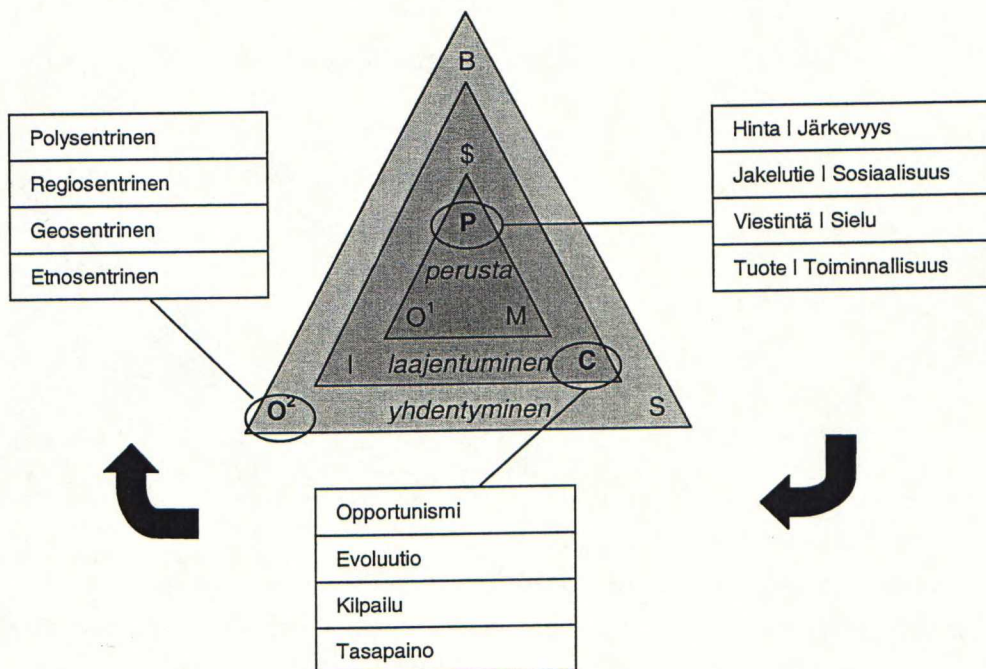 B
Polysentrinen
Regiosentrinen
Geosentrinen
Etnosentrinen
$
P
perusta
O¹ M
I laajentuminen C
O² yhdentyminen S
Hinta | Järkevyys
Jakelutie | Sosiaalisuus
Viestintä | Sielu
Tuote | Toiminnallisuus
Opportunismi
Evoluutio
Kilpailu
Tasapaino